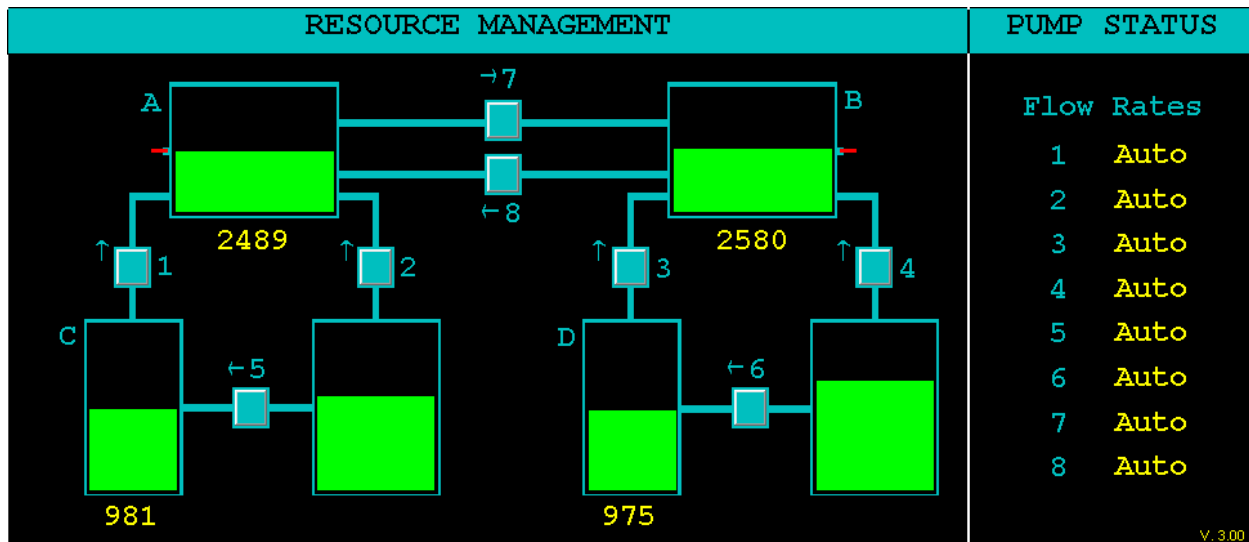 RESOURCE MANAGEMENT
PUMP STATUS
→7
A
B
Flow Rates
1 Auto
←8
2 Auto
2489
2580
↑ 1
↑ 2
↑ 3
↑ 4
3 Auto
4 Auto
C
D
5 Auto
←5
←6
6 Auto
7 Auto
8 Auto
981
975
V. 3.00